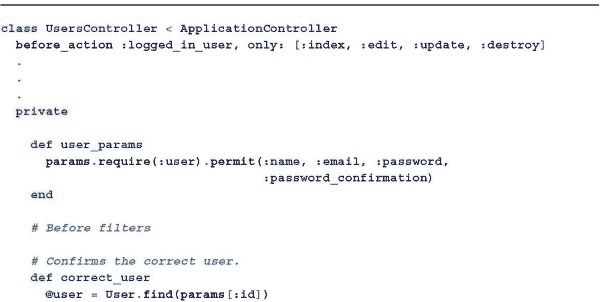 class UsersController < ApplicationController
  before_action :logged_in_user, only: [:index, :edit, :update, :destroy]
  .
  .
  .
  private

    def user_params
      params.require(:user).permit(:name, :email, :password,
                                   :password_confirmation)
    end

    # Before filters

    # Confirms the correct user.
    def correct_user
      @user = User.find(params[:id])